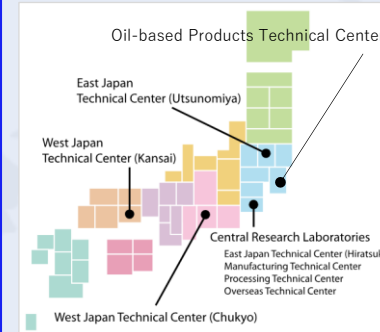 Oil-based Products Technical Cente
East Japan
Technical Center (Utsunomiya)
West Japan
Technical Center (Kansai)
Central Research Laboratories
East Japan Technical Center (Hiratsuk
Manufacturing Technical Center
Processing Technical Center
Overseas Technical Center
West Japan Technical Center (Chukyo)